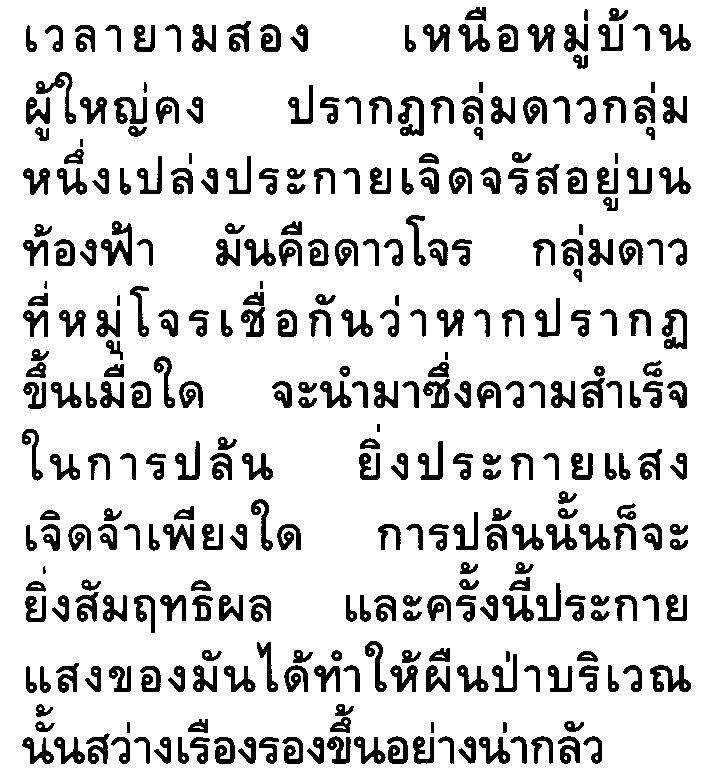 เวลายามสอง เหนือหมู่บ้าน
ผู้ใหญ่คง ปรากฏกลุ่มดาวกลุ่ม
หนึ่งเปล่งประกายเจิดจรัสอยู่บน
ท้องฟ้า มันคือดาวโจร กลุ่มดาว
ที่หมู่โจรเชื่อกันว่าหากปรากฏ
ขึ้นเมื่อใด จะนำมาซึ่งความสำเร็จ
ในการปล้น ยิ่งประกายแสง
เจิดจ้าเพียงใด การปล้นนั้นก็จะ
ยิ่งสัมฤทธิผล และครั้งนี้ประกาย
แสงของมันได้ทำให้ผืนป่าบริเวณ
นั้นสว่างเรืองรองขึ้นอย่างน่ากลัว